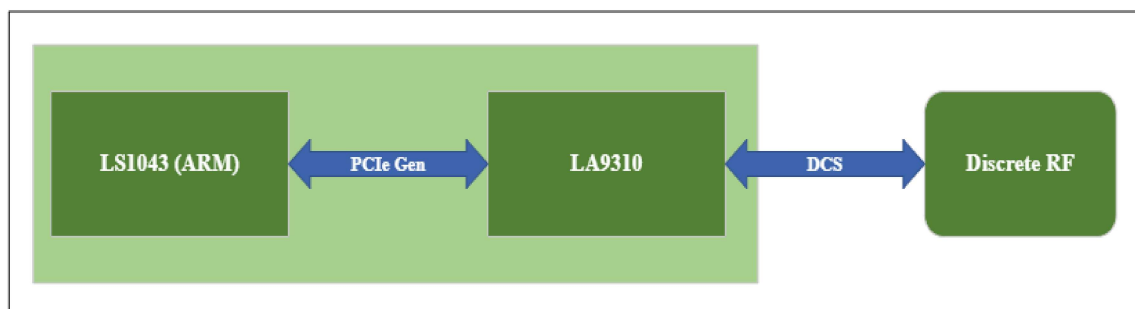 LS1043 (ARM)
PCIe Gen
LA9310
DCS
Discrete RF